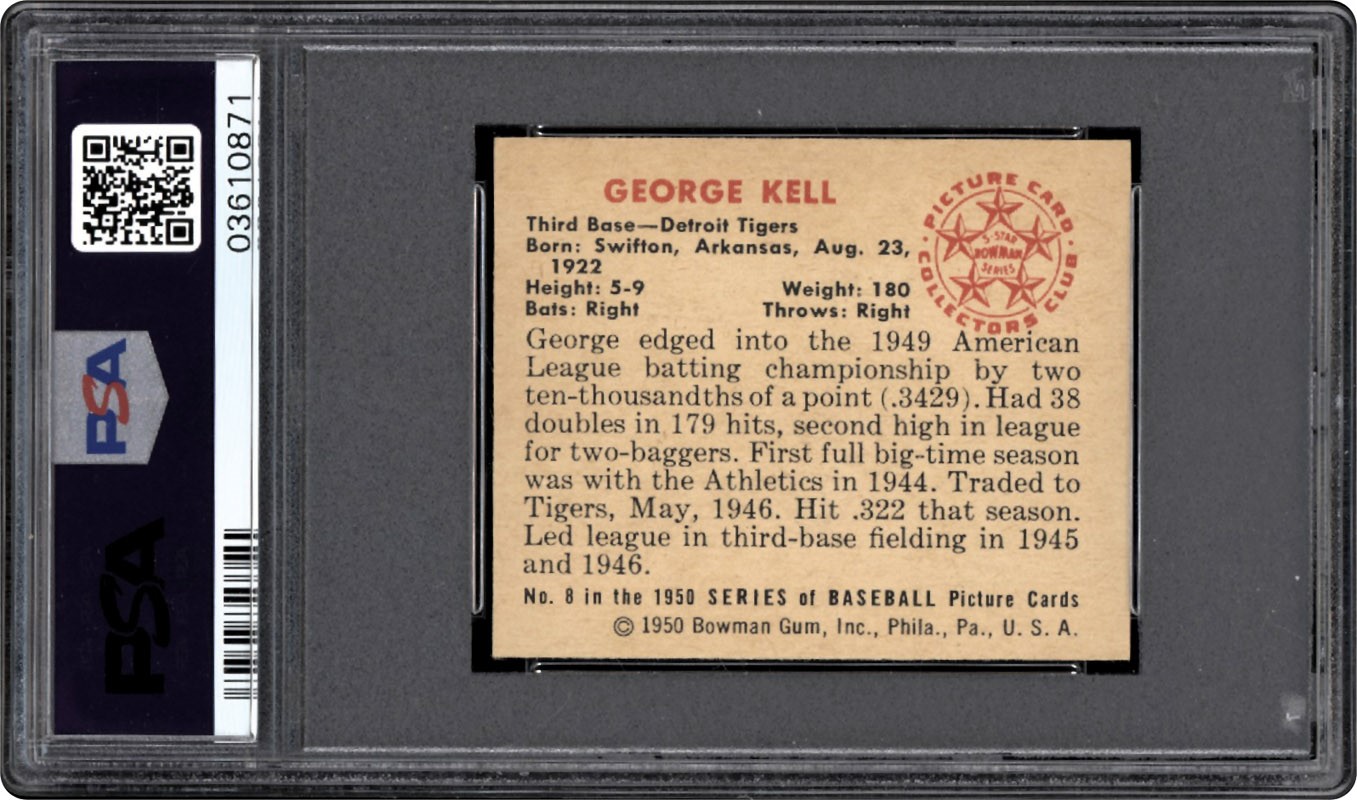 03610871
PSA
PSA
GEORGE KELL
Third Base—Detroit Tigers
Born: Swifton, Arkansas, Aug. 23,
1922
Height: 5-9 Weight: 180
Bats: Right Throws: Right
PICTURE CARD
COLLECTORS CLUB
5-STAR
BOWMAN
SERIES
George edged into the 1949 American
League batting championship by two
ten-thousandths of a point (.3429). Had 38
doubles in 179 hits, second high in league
for two-baggers. First full big-time season
was with the Athletics in 1944. Traded to
Tigers, May, 1946. Hit .322 that season.
Led league in third-base fielding in 1945
and 1946.
No. 8 in the 1950 SERIES of BASEBALL Picture Cards
© 1950 Bowman Gum, Inc., Phila., Pa., U. S. A.